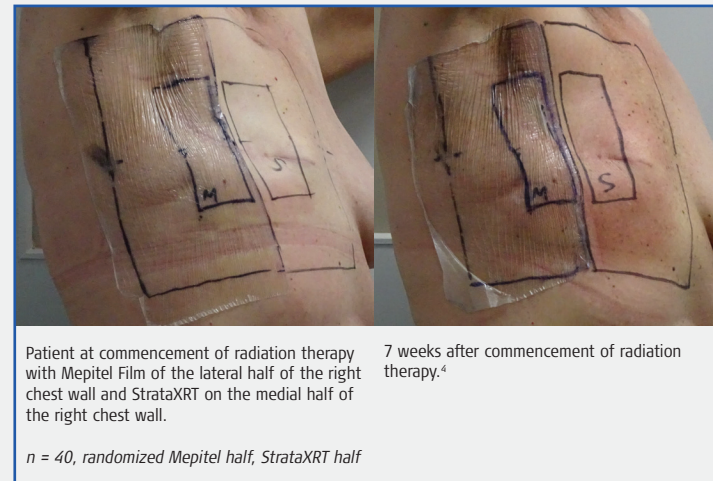 M
S
M
S
Patient at commencement of radiation therapy
with Mepitel Film of the lateral half of the right
chest wall and StrataXRT on the medial half of
the right chest wall.
n = 40, randomized Mepitel half, StrataXRT half
7 weeks after commencement of radiation
therapy.⁴